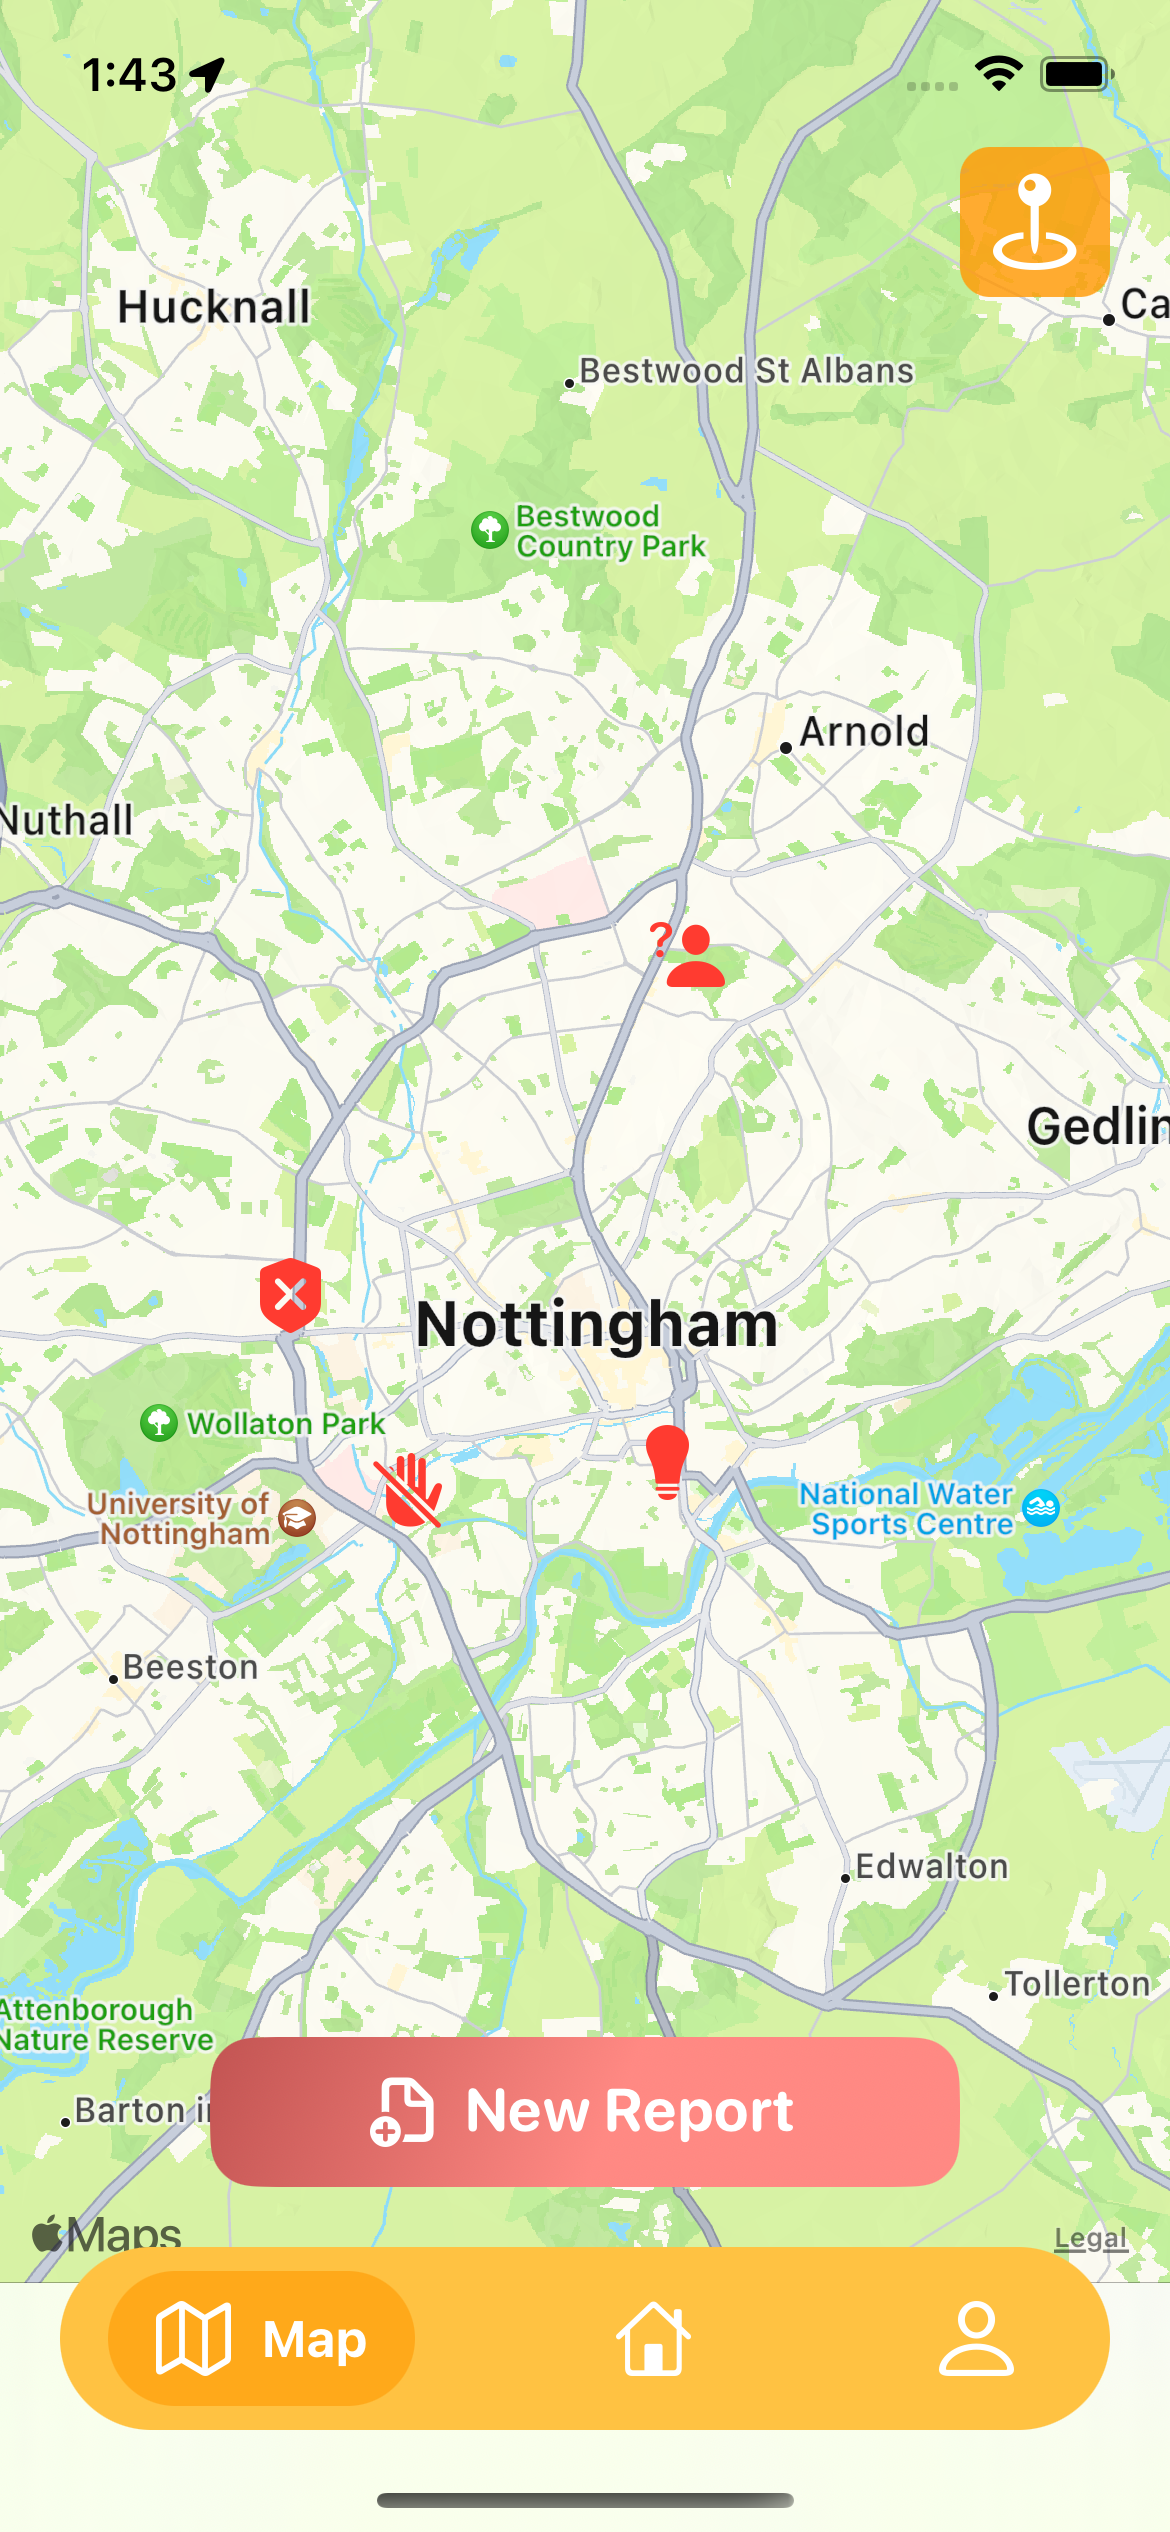 1:43
Hucknall
Ca
Bestwood St Albans
Bestwood
Country Park
Arnold
Nuthall
?
Gedlin
Nottingham
Wollaton Park
University of
Nottingham
National Water
Sports Centre
Beeston
Edwalton
Tollerton
Attenborough
Nature Reserve
Barton i
New Report
Maps
Legal
Map